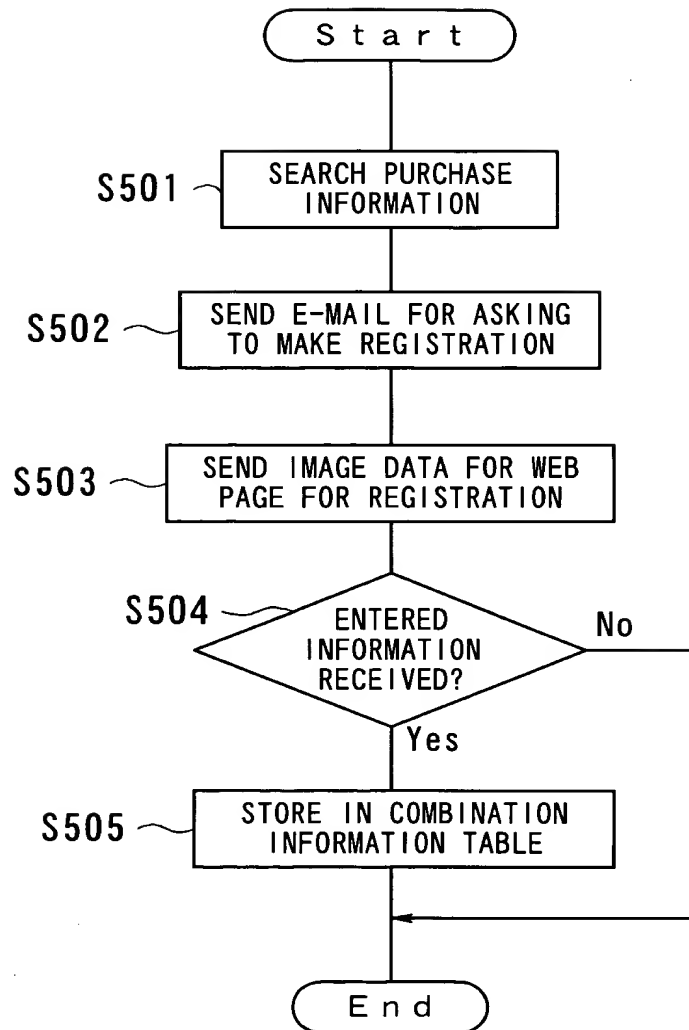 Start
S501
SEARCH PURCHASE
INFORMATION
S502
SEND E-MAIL FOR ASKING
TO MAKE REGISTRATION
S503
SEND IMAGE DATA FOR WEB
PAGE FOR REGISTRATION
S504
ENTERED
INFORMATION
RECEIVED?
No
Yes
S505
STORE IN COMBINATION
INFORMATION TABLE
End